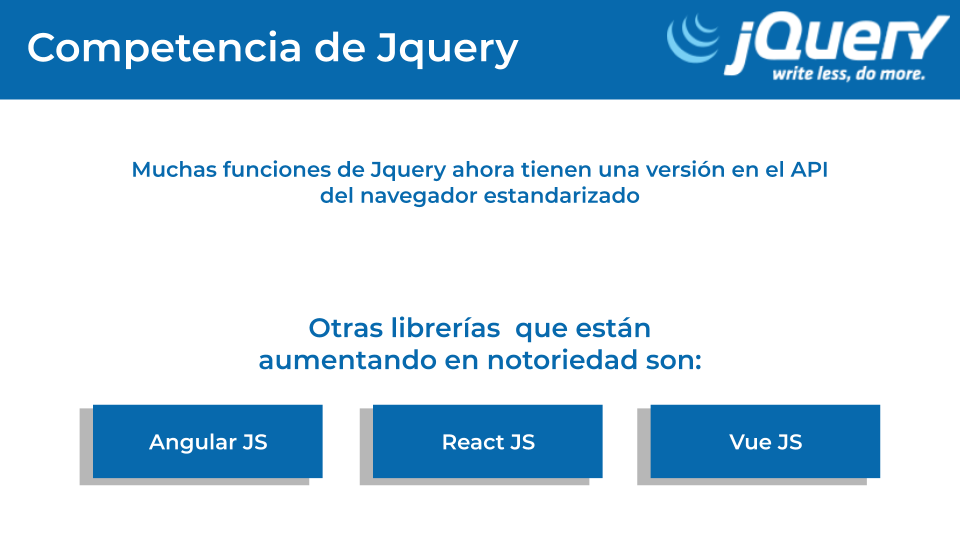 Competencia de Jquery
jQuery
write less, do more.
Muchas funciones de Jquery ahora tienen una versión en el API
del navegador estandarizado
Otras librerías  que están
aumentando en notoriedad son:
Angular JS
React JS
Vue JS